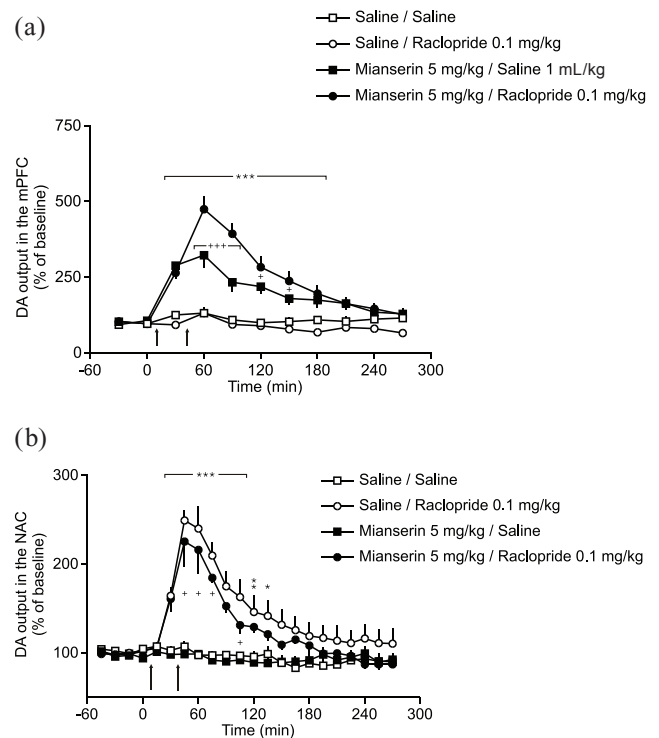 (a)
Saline / Saline
Saline / Raclopride 0.1 mg/kg
Mianserin 5 mg/kg / Saline 1 mL/kg
Mianserin 5 mg/kg / Raclopride 0.1 mg/kg
750
500
250
0
DA output in the mPFC
(% of baseline)
***
+++
+
+
-60 0 60 120 180 240 300
Time (min)
(b)
Saline / Saline
Saline / Raclopride 0.1 mg/kg
Mianserin 5 mg/kg / Saline
Mianserin 5 mg/kg / Raclopride 0.1 mg/kg
300
200
100
0
DA output in the NAC
(% of baseline)
***
*
* *
+ + +
+
-60 0 60 120 180 240 300
Time (min)